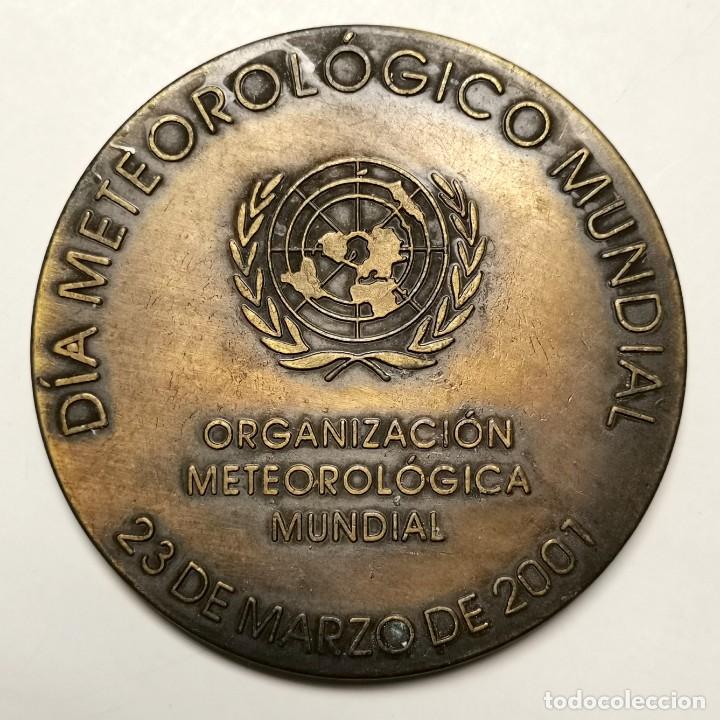 DÍA METEOROLÓGICO MUNDIAL
ORGANIZACIÓN
METEOROLÓGICA
MUNDIAL
23 DE MARZO DE 2001
todocoleccion